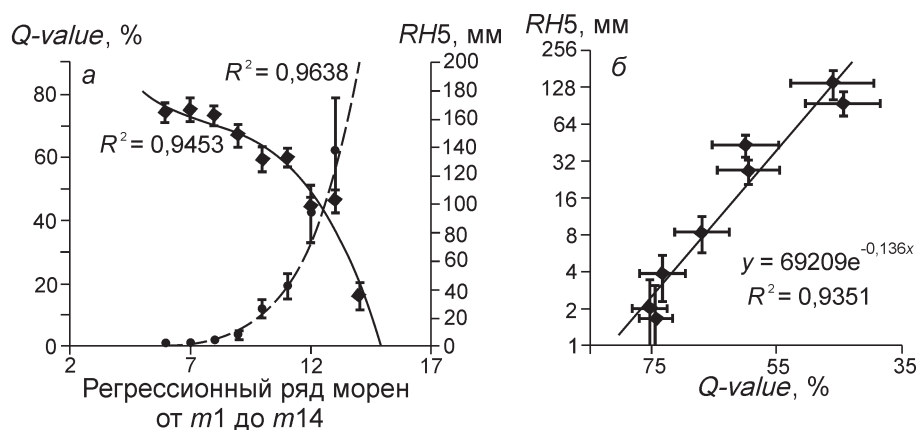 Q-value, %
RH5, мм
а
R² = 0,9638
R² = 0,9453
80
60
40
20
0
200
180
160
140
120
100
80
60
40
20
0
2
7
12
17
Регрессионный ряд морен
от m1 до m14
RH5, мм
б
256
128
64
32
16
8
4
2
1
y = 69209e^-0,136x
R² = 0,9351
75
55
35
Q-value, %